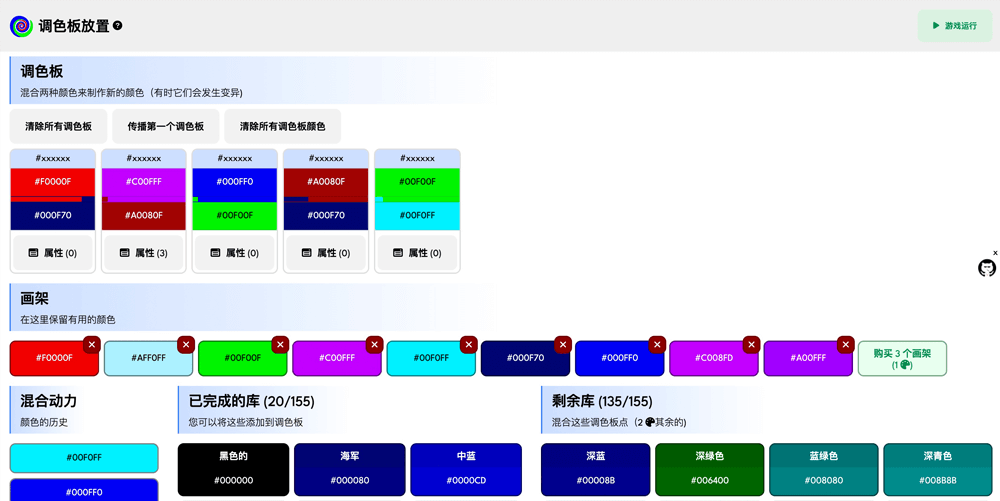 调色板放置 ?
游戏运行
调色板
混合两种颜色来制作新的颜色（有时它们会发生变异)
清除所有调色板 传播第一个调色板 清除所有调色板颜色
#xxxxxx #xxxxxx #xxxxxx #xxxxxx #xxxxxx
#F0000F #C00FFF #000FF0 #A0080F #00F00F
#000F70 #A0080F #00F00F #000F70 #00F0FF
属性 (0) 属性 (3) 属性 (0) 属性 (0) 属性 (0)
x
画架
在这里保留有用的颜色
#F0000F #AFF0FF #00F00F #C00FFF #00F0FF #000F70 #000FF0 #C008FD #A00FFF 购买 3 个画架
(1 )
混合动力 已完成的库 (20/155) 剩余库 (135/155)
颜色的历史 您可以将这些添加到调色板 混合这些调色板点（2 其余的)
#00F0FF 黑色的 海军 中蓝 深蓝 深绿色 蓝绿色 深青色
#000000 #000080 #0000CD #00008B #006400 #008080 #008B8B
#000FF0